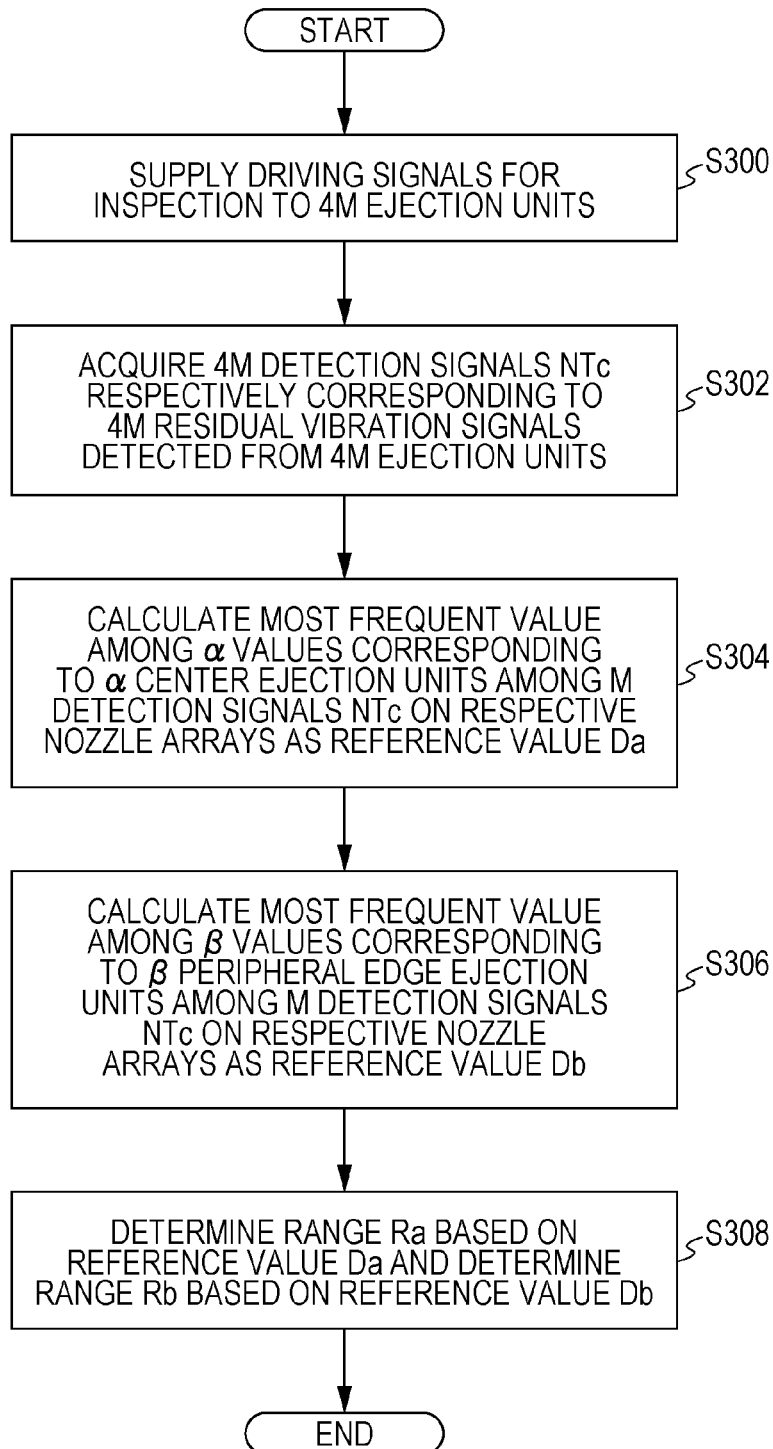 START
SUPPLY DRIVING SIGNALS FOR
INSPECTION TO 4M EJECTION UNITS
S300
ACQUIRE 4M DETECTION SIGNALS NTc
RESPECTIVELY CORRESPONDING TO
4M RESIDUAL VIBRATION SIGNALS
DETECTED FROM 4M EJECTION UNITS
S302
CALCULATE MOST FREQUENT VALUE
AMONG α VALUES CORRESPONDING
TO α CENTER EJECTION UNITS AMONG M
DETECTION SIGNALS NTc ON RESPECTIVE
NOZZLE ARRAYS AS REFERENCE VALUE Da
S304
CALCULATE MOST FREQUENT VALUE
AMONG β VALUES CORRESPONDING
TO β PERIPHERAL EDGE EJECTION
UNITS AMONG M DETECTION SIGNALS
NTc ON RESPECTIVE NOZZLE
ARRAYS AS REFERENCE VALUE Db
S306
DETERMINE RANGE Ra BASED ON
REFERENCE VALUE Da AND DETERMINE
RANGE Rb BASED ON REFERENCE VALUE Db
S308
END